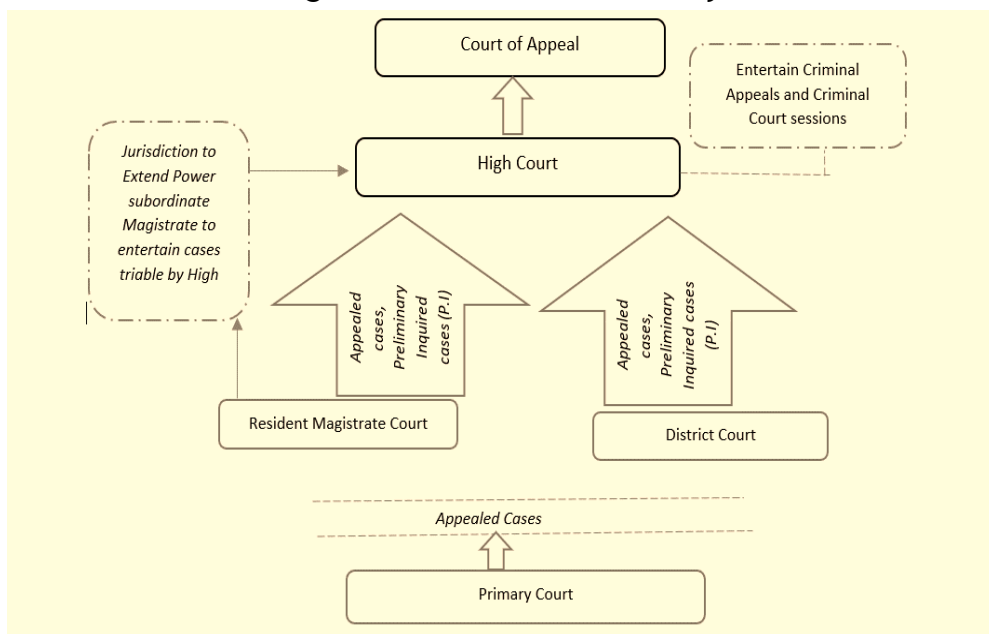 Court of Appeal
Entertain Criminal
Appeals and Criminal
Court sessions
Jurisdiction to
Extend Power
subordinate
Magistrate to
entertain cases
triable by High
High Court
Appealed
cases,
Preliminary
Inquired
cases (P.I)
Appealed
cases,
Preliminary
Inquired cases
(P.I)
Resident Magistrate Court
District Court
Appealed Cases
Primary Court